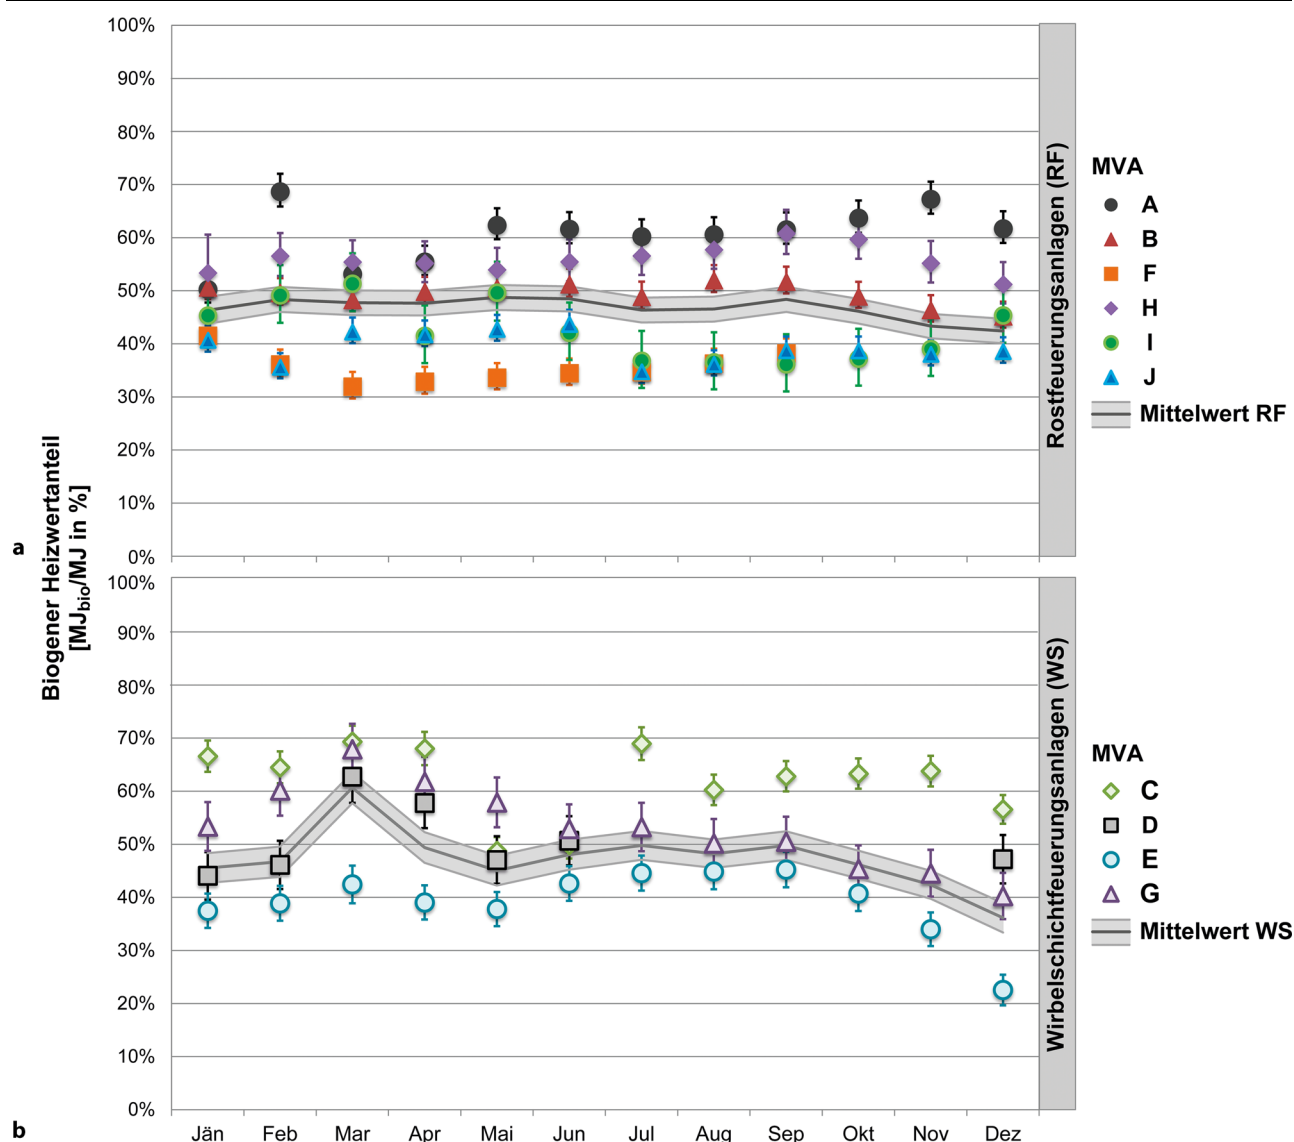 100%
90%
80%
70%
60%
50%
40%
30%
20%
10%
0%
a
Rostfeuerungsanlagen (RF)
MVA
A
B
F
H
I
J
Mittelwert RF
Biogener Heizwertanteil
[MJbio/MJ in %]
100%
90%
80%
70%
60%
50%
40%
30%
20%
10%
0%
b
Wirbelschichtfeuerungsanlagen (WS)
MVA
C
D
E
G
Mittelwert WS
Jän Feb Mar Apr Mai Jun Jul Aug Sep Okt Nov Dez